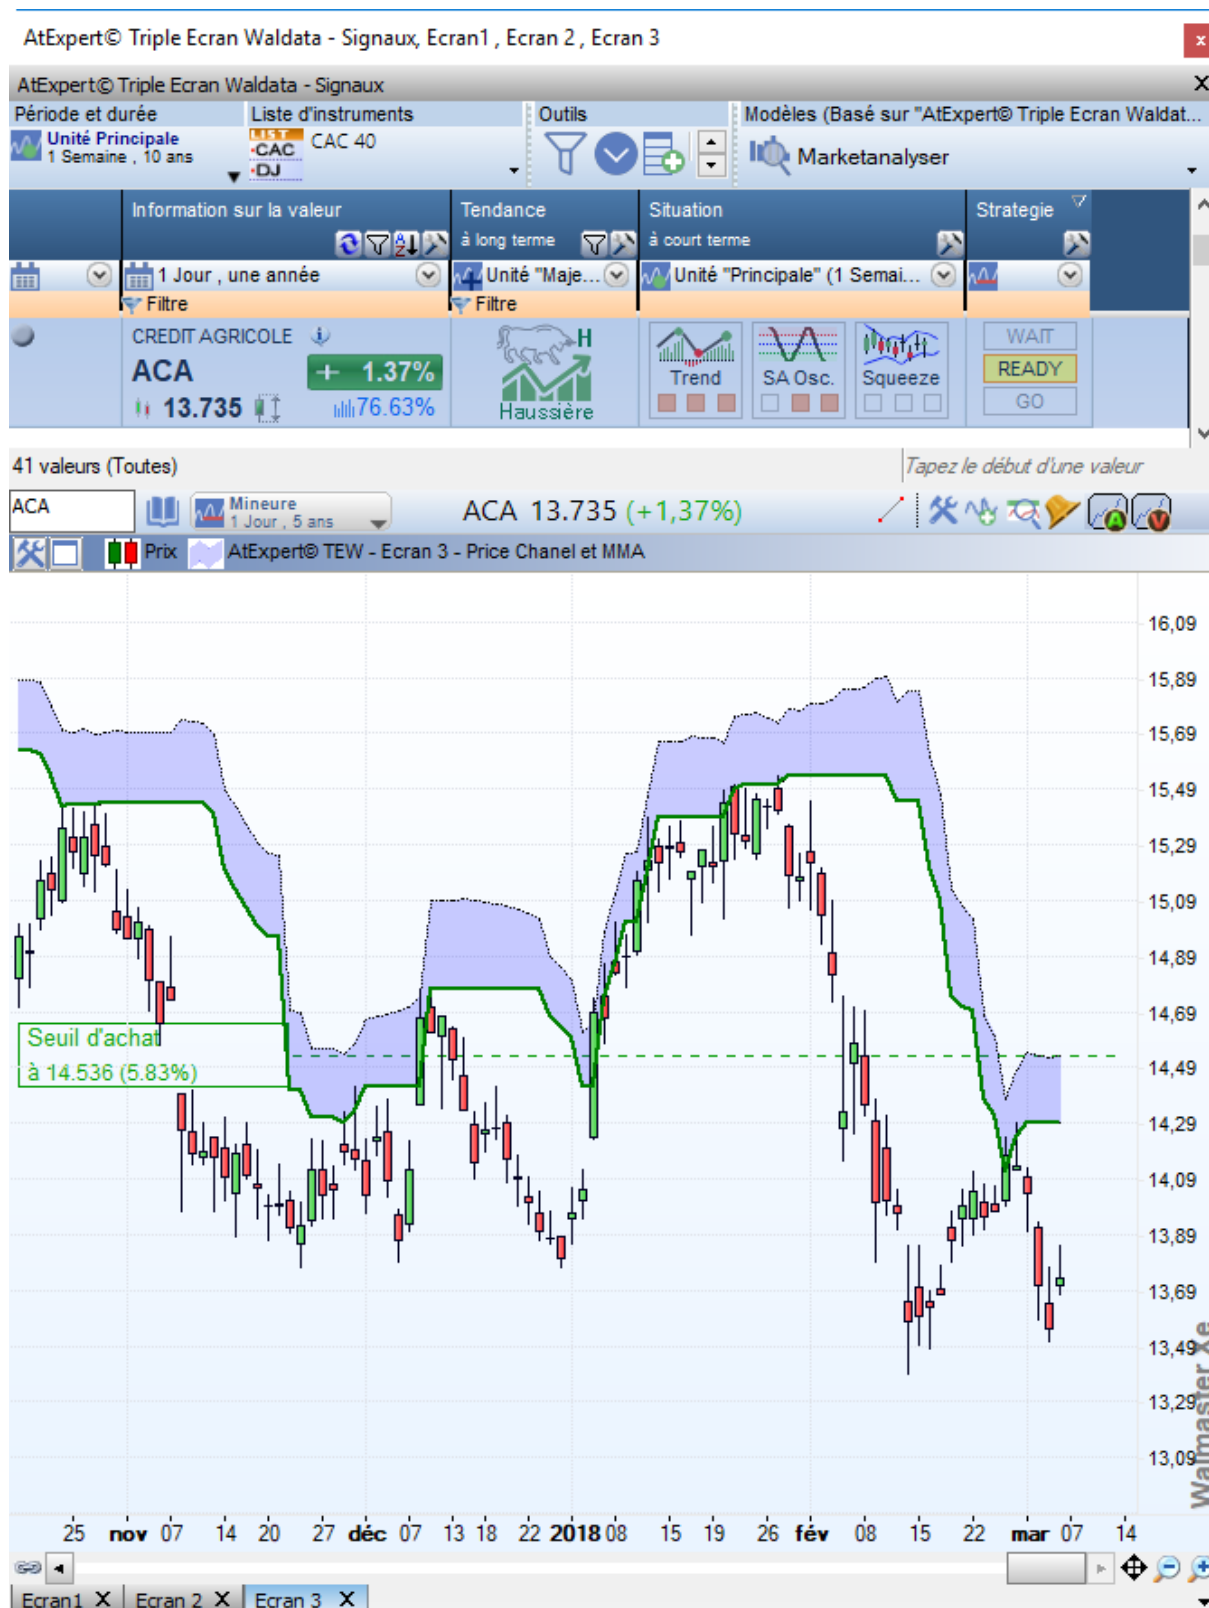 AtExpert© Triple Ecran Waldata - Signaux, Ecran1 , Ecran 2 , Ecran 3
x
AtExpert© Triple Ecran Waldata - Signaux
X
Période et durée
Liste d'instruments
Outils
Modèles (Basé sur "AtExpert© Triple Ecran Waldat...
Unité Principale
1 Semaine , 10 ans
LIST
CAC
DJ
CAC 40
Marketanalyser
Information sur la valeur
Tendance
Situation
Strategie
à long terme
à court terme
1 Jour , une année
Unité "Maje...
Unité "Principale" (1 Semai...
Filtre
Filtre
CREDIT AGRICOLE
ACA
+ 1.37%
13.735
76.63%
H
Haussière
Trend
SA Osc.
Squeeze
WAIT
READY
GO
41 valeurs (Toutes)
Tapez le début d'une valeur
ACA
Mineure
1 Jour , 5 ans
ACA 13.735 (+1,37%)
A
V
Prix
AtExpert© TEW - Ecran 3 - Price Chanel et MMA
16,09
15,89
15,69
15,49
15,29
15,09
14,89
14,69
14,49
14,29
14,09
13,89
13,69
13,49
13,29
13,09
Seuil d'achat
à 14.536 (5.83%)
Walmaster Xe
25 nov 07 14 20 27 déc 07 13 18 22 2018 08 15 19 26 fév 08 15 22 mar 07 14
Ecran1 X
Ecran 2 X
Ecran 3 X